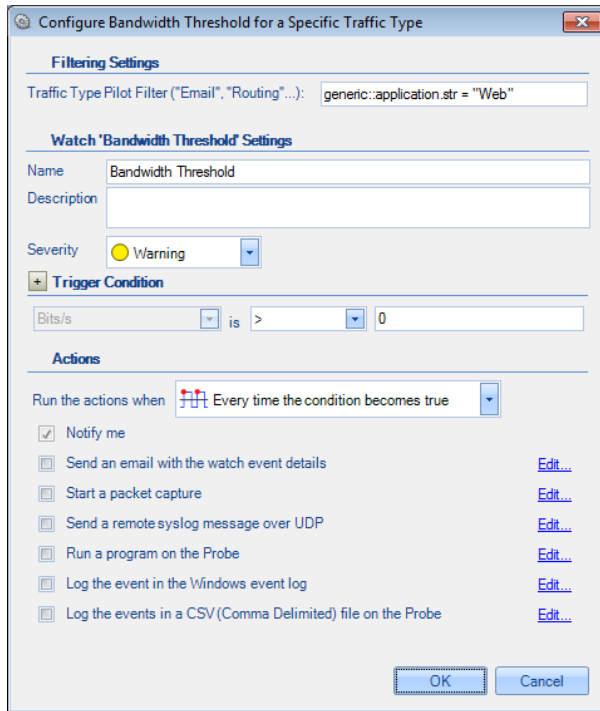 Configure Bandwidth Threshold for a Specific Traffic Type
Filtering Settings
Traffic Type Pilot Filter ("Email", "Routing"...): generic::application.str = "Web"
Watch 'Bandwidth Threshold' Settings
Name Bandwidth Threshold
Description
Severity Warning
+ Trigger Condition
Bits/s is > 0
Actions
Run the actions when Every time the condition becomes true
Notify me
Send an email with the watch event details Edit...
Start a packet capture Edit...
Send a remote syslog message over UDP Edit...
Run a program on the Probe Edit...
Log the event in the Windows event log Edit...
Log the events in a CSV (Comma Delimited) file on the Probe Edit...
OK Cancel